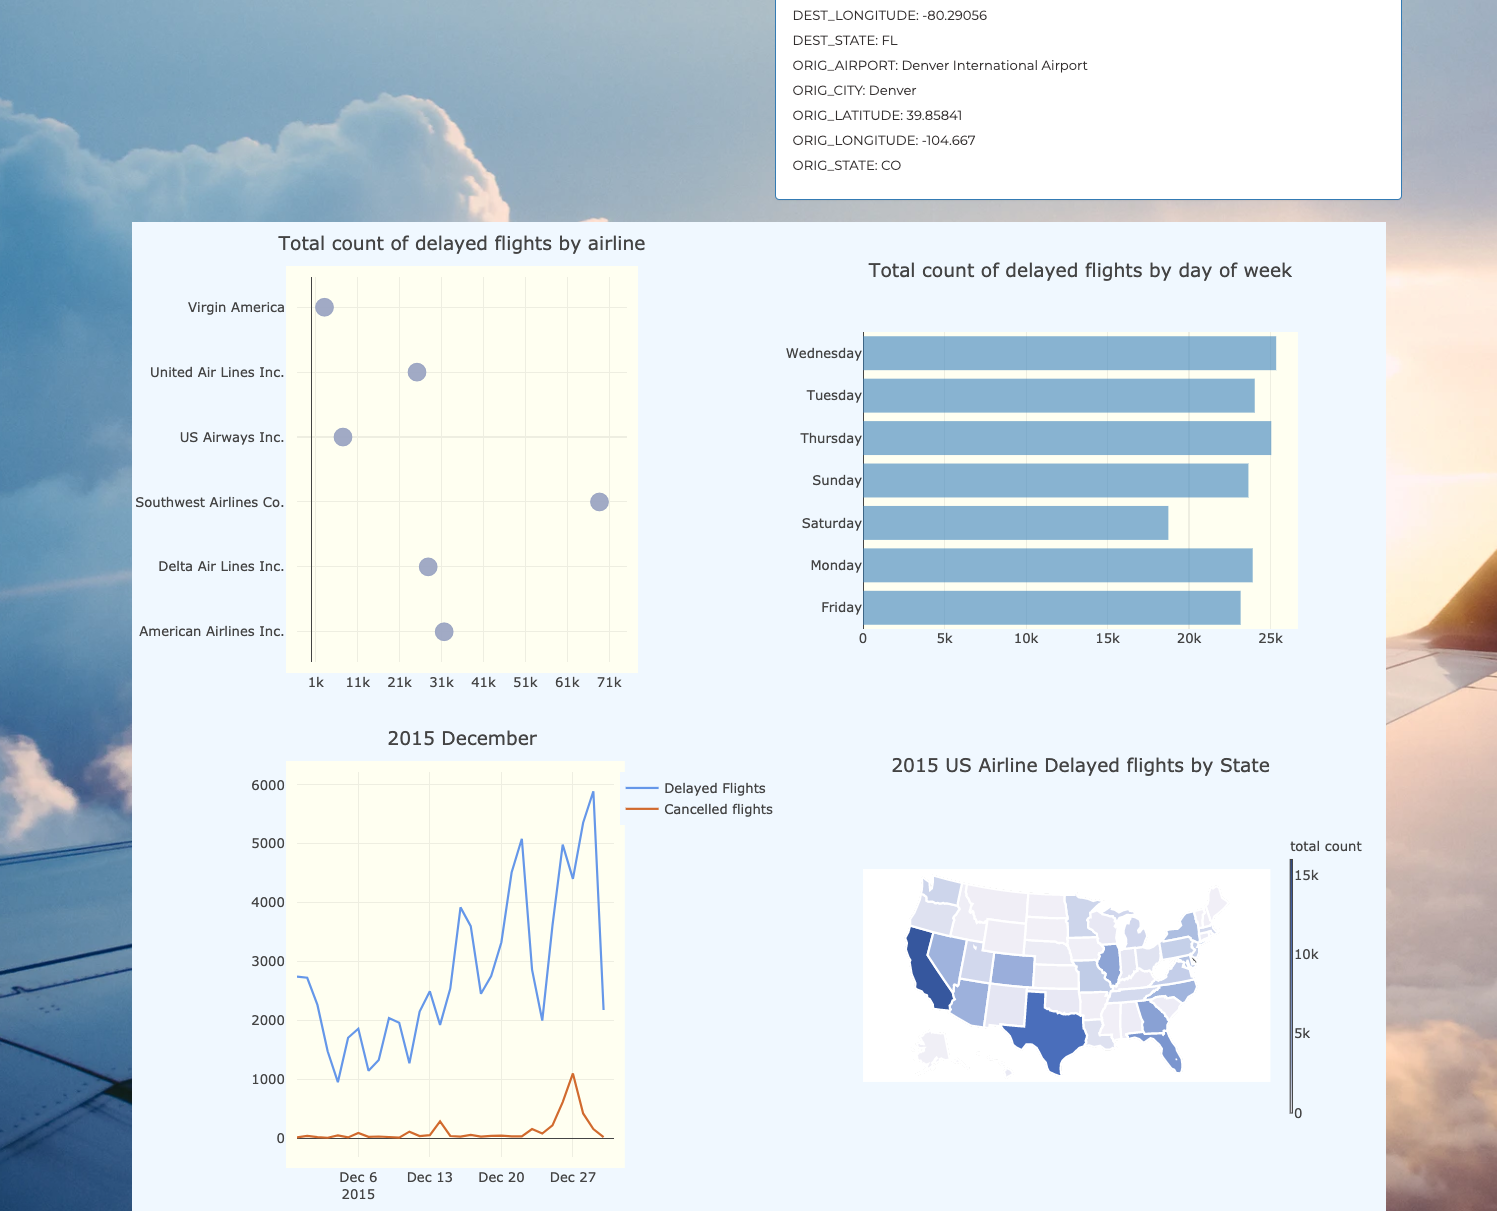 DEST_LONGITUDE: -80.29056
DEST_STATE: FL
ORIG_AIRPORT: Denver International Airport
ORIG_CITY: Denver
ORIG_LATITUDE: 39.85841
ORIG_LONGITUDE: -104.667
ORIG_STATE: CO
Total count of delayed flights by airline
Virgin America
United Air Lines Inc.
US Airways Inc.
Southwest Airlines Co.
Delta Air Lines Inc.
American Airlines Inc.
1k 11k 21k 31k 41k 51k 61k 71k
Total count of delayed flights by day of week
Wednesday
Tuesday
Thursday
Sunday
Saturday
Monday
Friday
0 5k 10k 15k 20k 25k
2015 December
6000
5000
4000
3000
2000
1000
0
Dec 6 Dec 13 Dec 20 Dec 27
2015
Delayed Flights
Cancelled flights
2015 US Airline Delayed flights by State
total count
15k
10k
5k
0